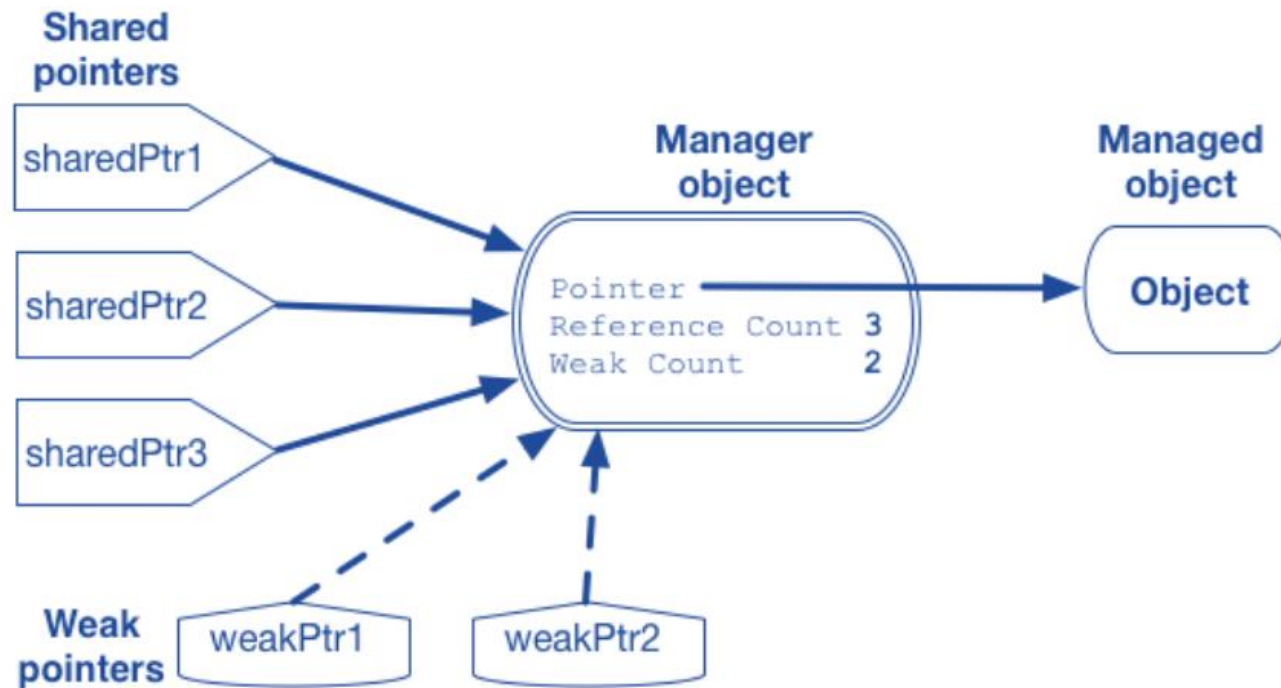 Shared
pointers
sharedPtr1
sharedPtr2
sharedPtr3
Manager
object
Pointer
Reference Count 3
Weak Count 2
Managed
object
Object
Weak
pointers
weakPtr1
weakPtr2